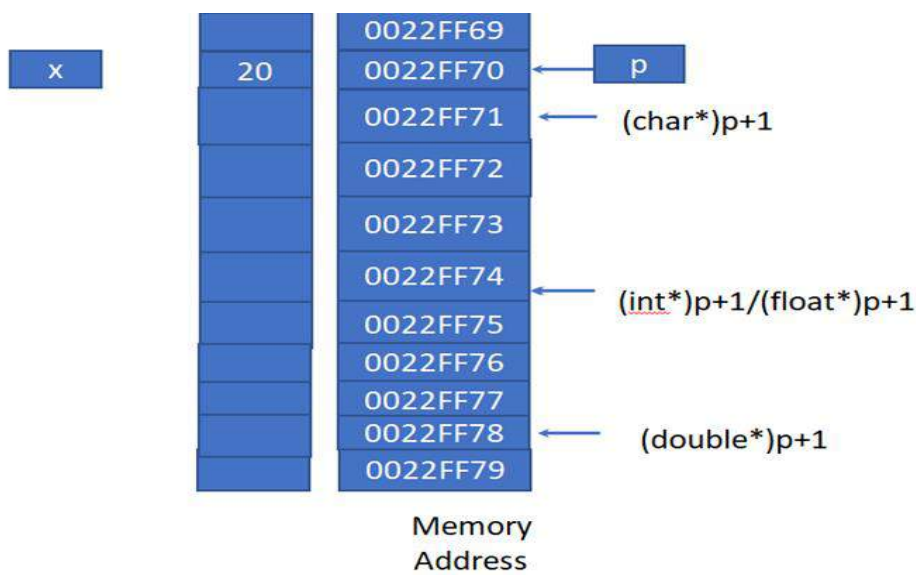 0022FF69
x 20 0022FF70 p
0022FF71 (char*)p+1
0022FF72
0022FF73
0022FF74
(int*)p+1/(float*)p+1
0022FF75
0022FF76
0022FF77
0022FF78 (double*)p+1
0022FF79
Memory
Address